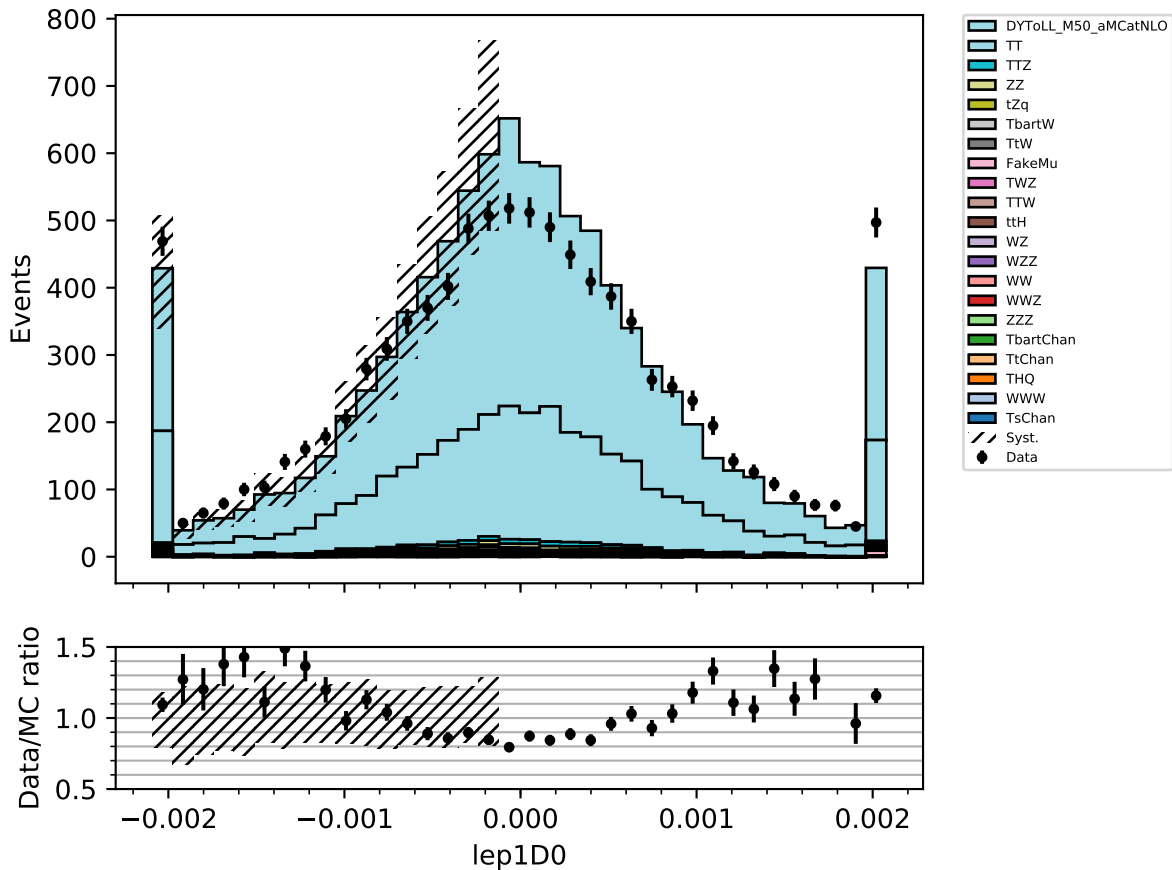 800
700
600
500
400
300
200
100
0
Events
DYToLL_M50_aMCatNLO
TT
TTZ
ZZ
tZq
TbartW
TtW
FakeMu
TWZ
TTW
ttH
WZ
WZZ
WW
WWZ
ZZZ
TbartChan
TtChan
THQ
WWW
TsChan
Syst.
Data
1.5
1.0
0.5
Data/MC ratio
−0.002
−0.001
0.000
0.001
0.002
lep1D0